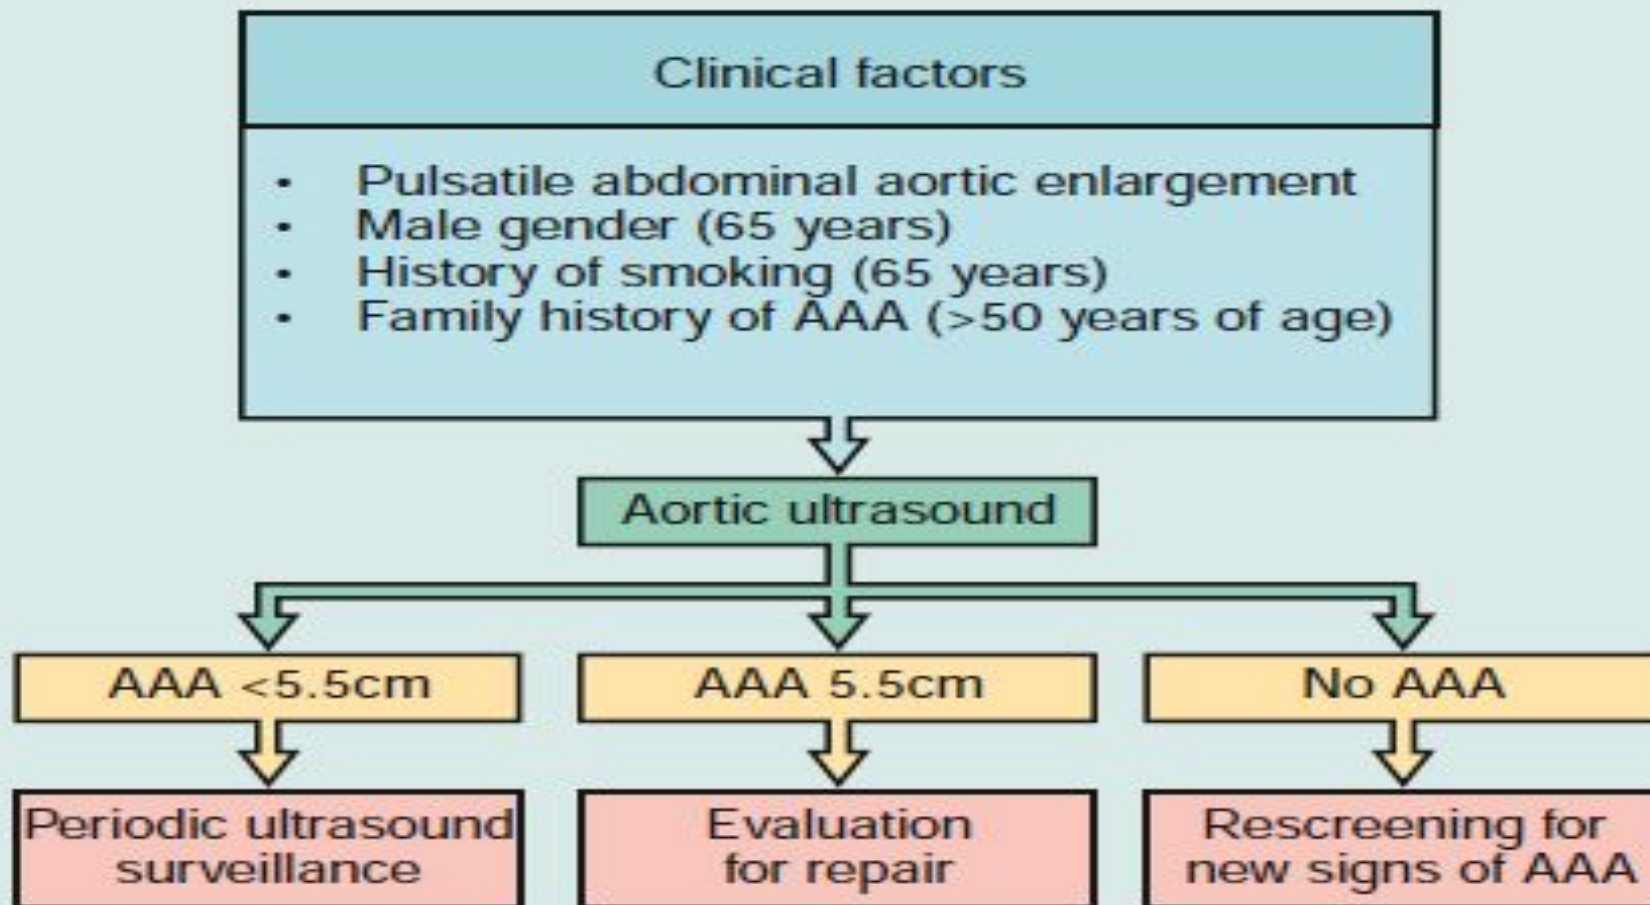 Clinical factors
• Pulsatile abdominal aortic enlargement
• Male gender (65 years)
• History of smoking (65 years)
• Family history of AAA (>50 years of age)
Aortic ultrasound
AAA <5.5cm
AAA 5.5cm
No AAA
Periodic ultrasound
surveillance
Evaluation
for repair
Rescreening for
new signs of AAA